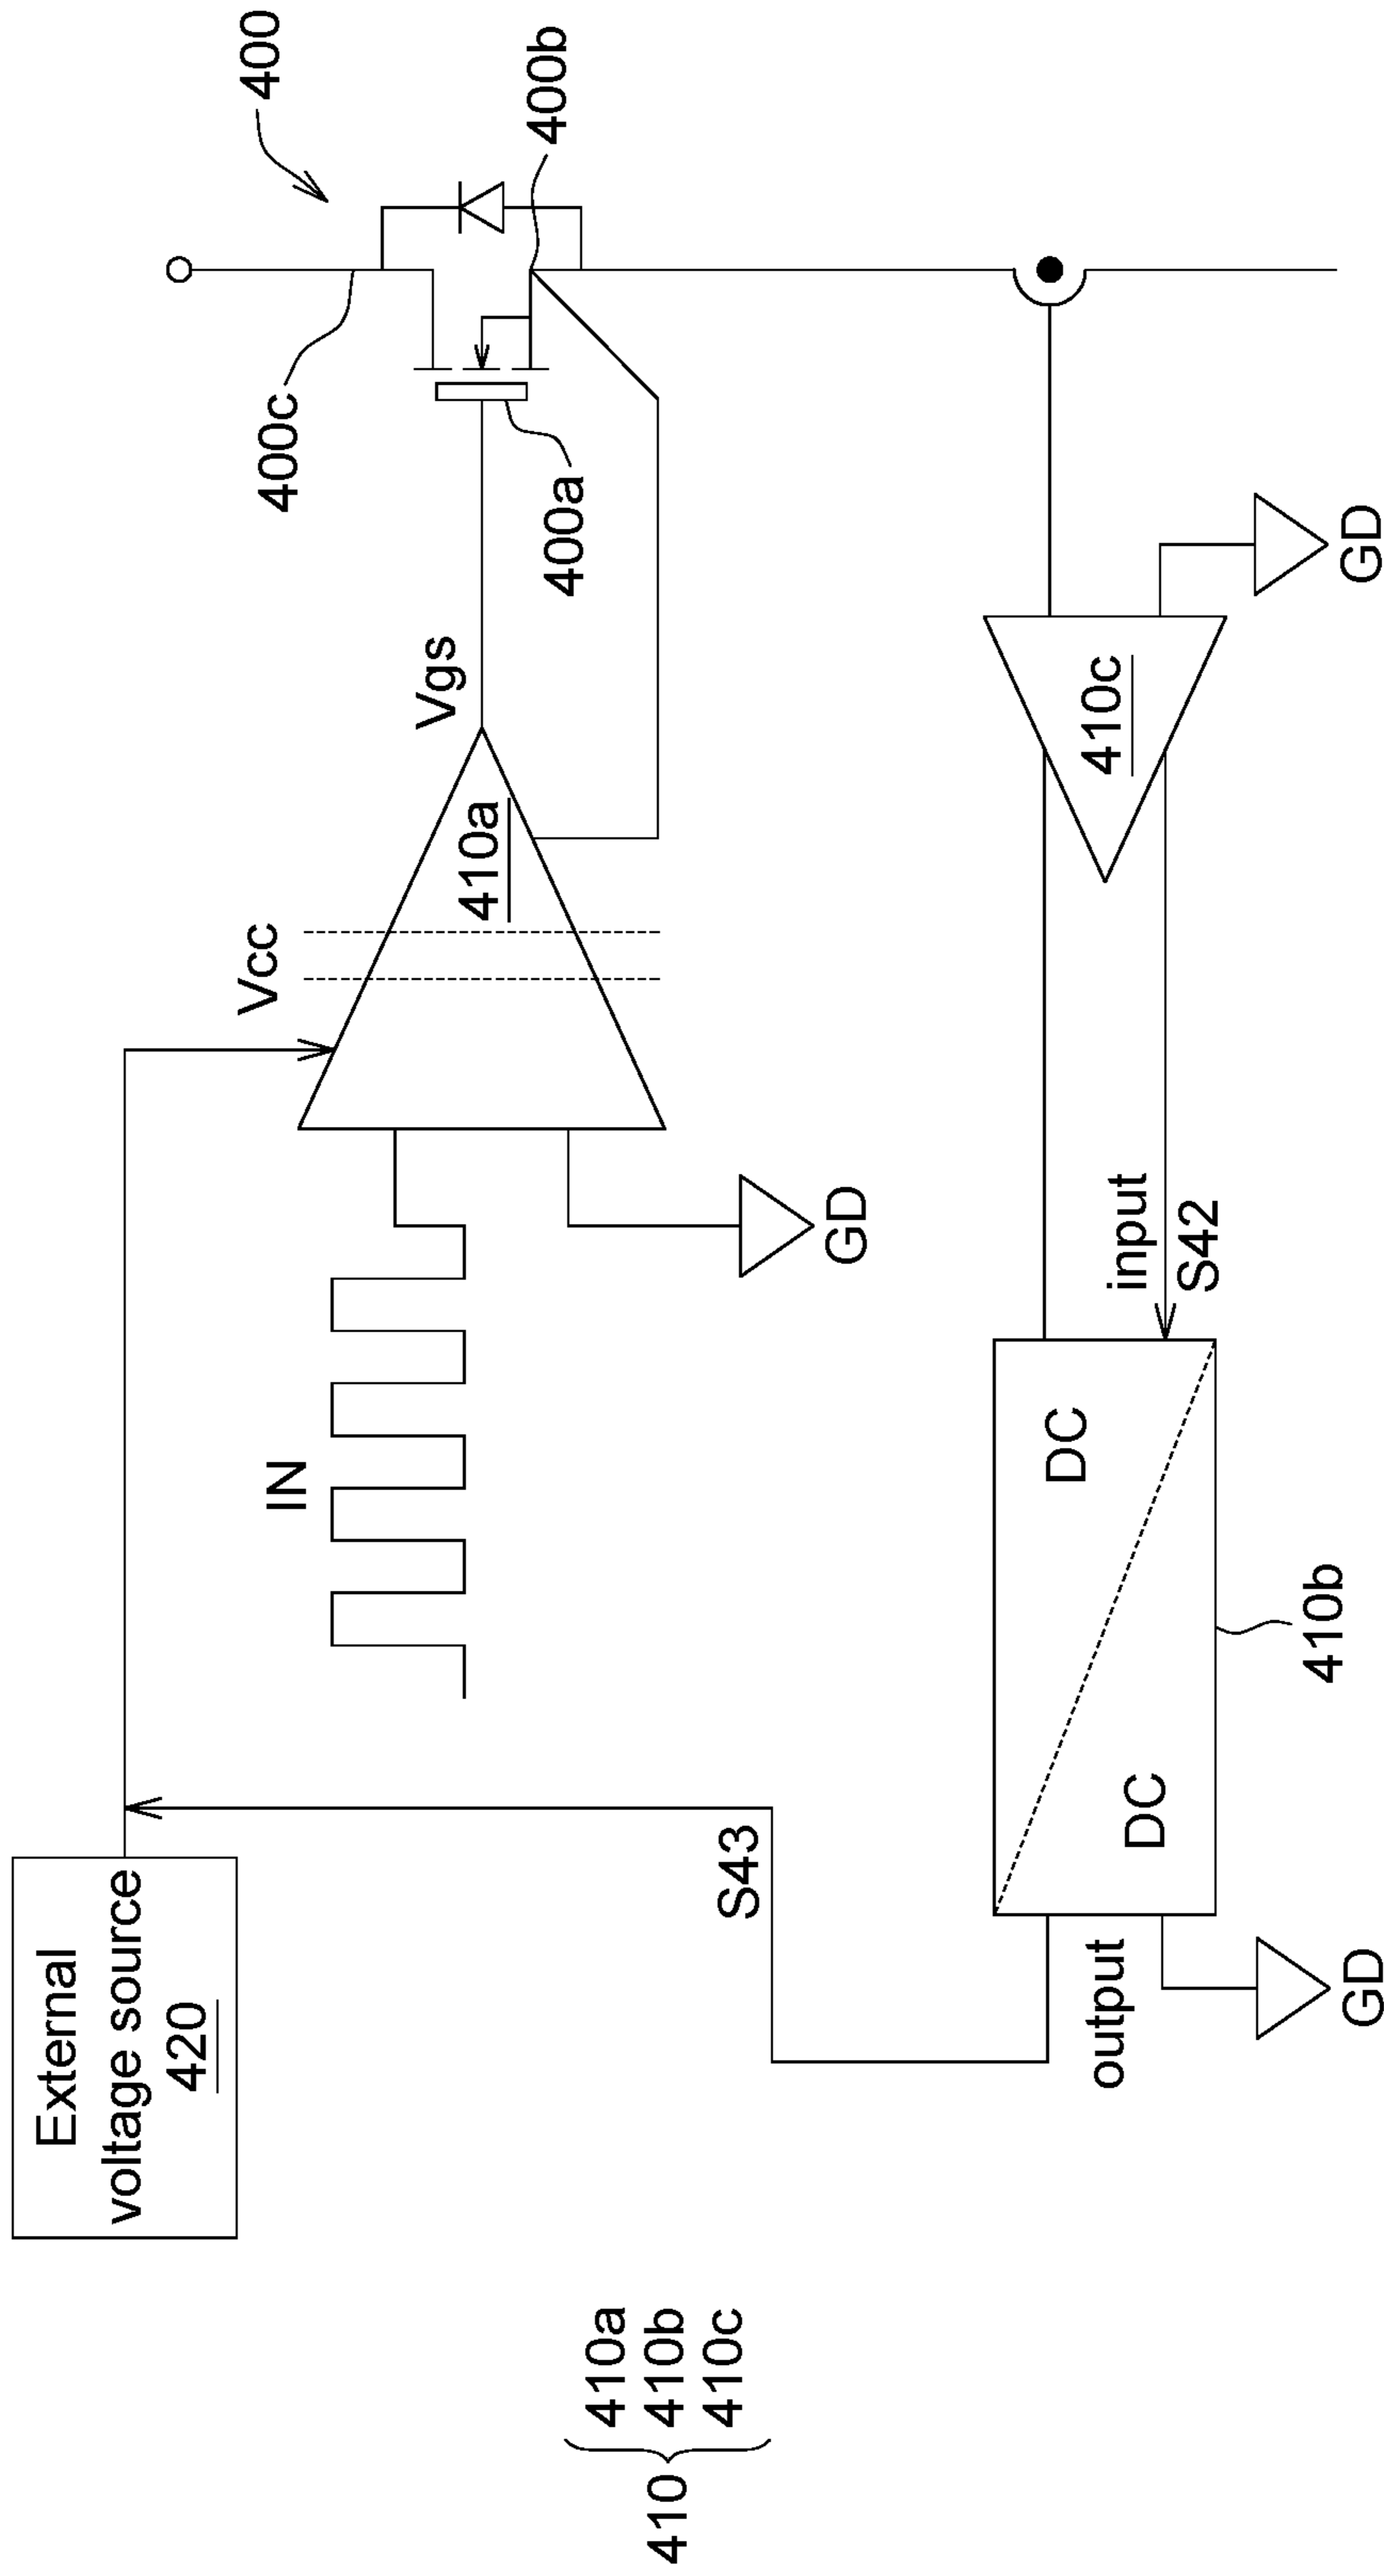 External
voltage source
420
Vcc
IN
410a
Vgs
GD
400
400c
400a
400b
S43
output
DC
DC
410b
GD
input
S42
410c
GD
410
410a
410b
410c